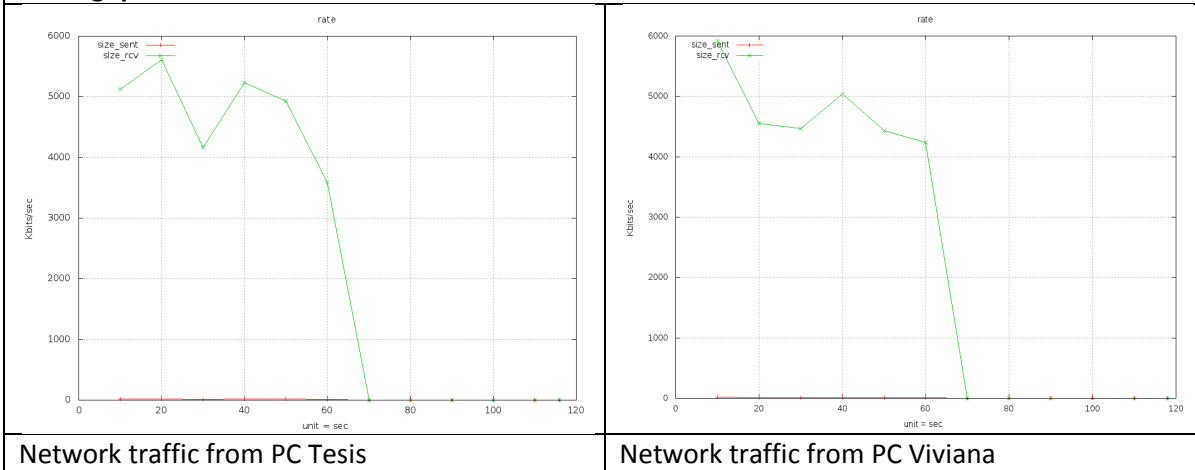 rate
size_sent
size_rcv
6000
5000
4000
3000
2000
1000
0
Kbits/sec
0 20 40 60 80 100 120
unit = sec
Network traffic from PC Tesis
rate
size_sent
size_rcv
6000
5000
4000
3000
2000
1000
0
Kbits/sec
0 20 40 60 80 100 120
unit = sec
Network traffic from PC Viviana